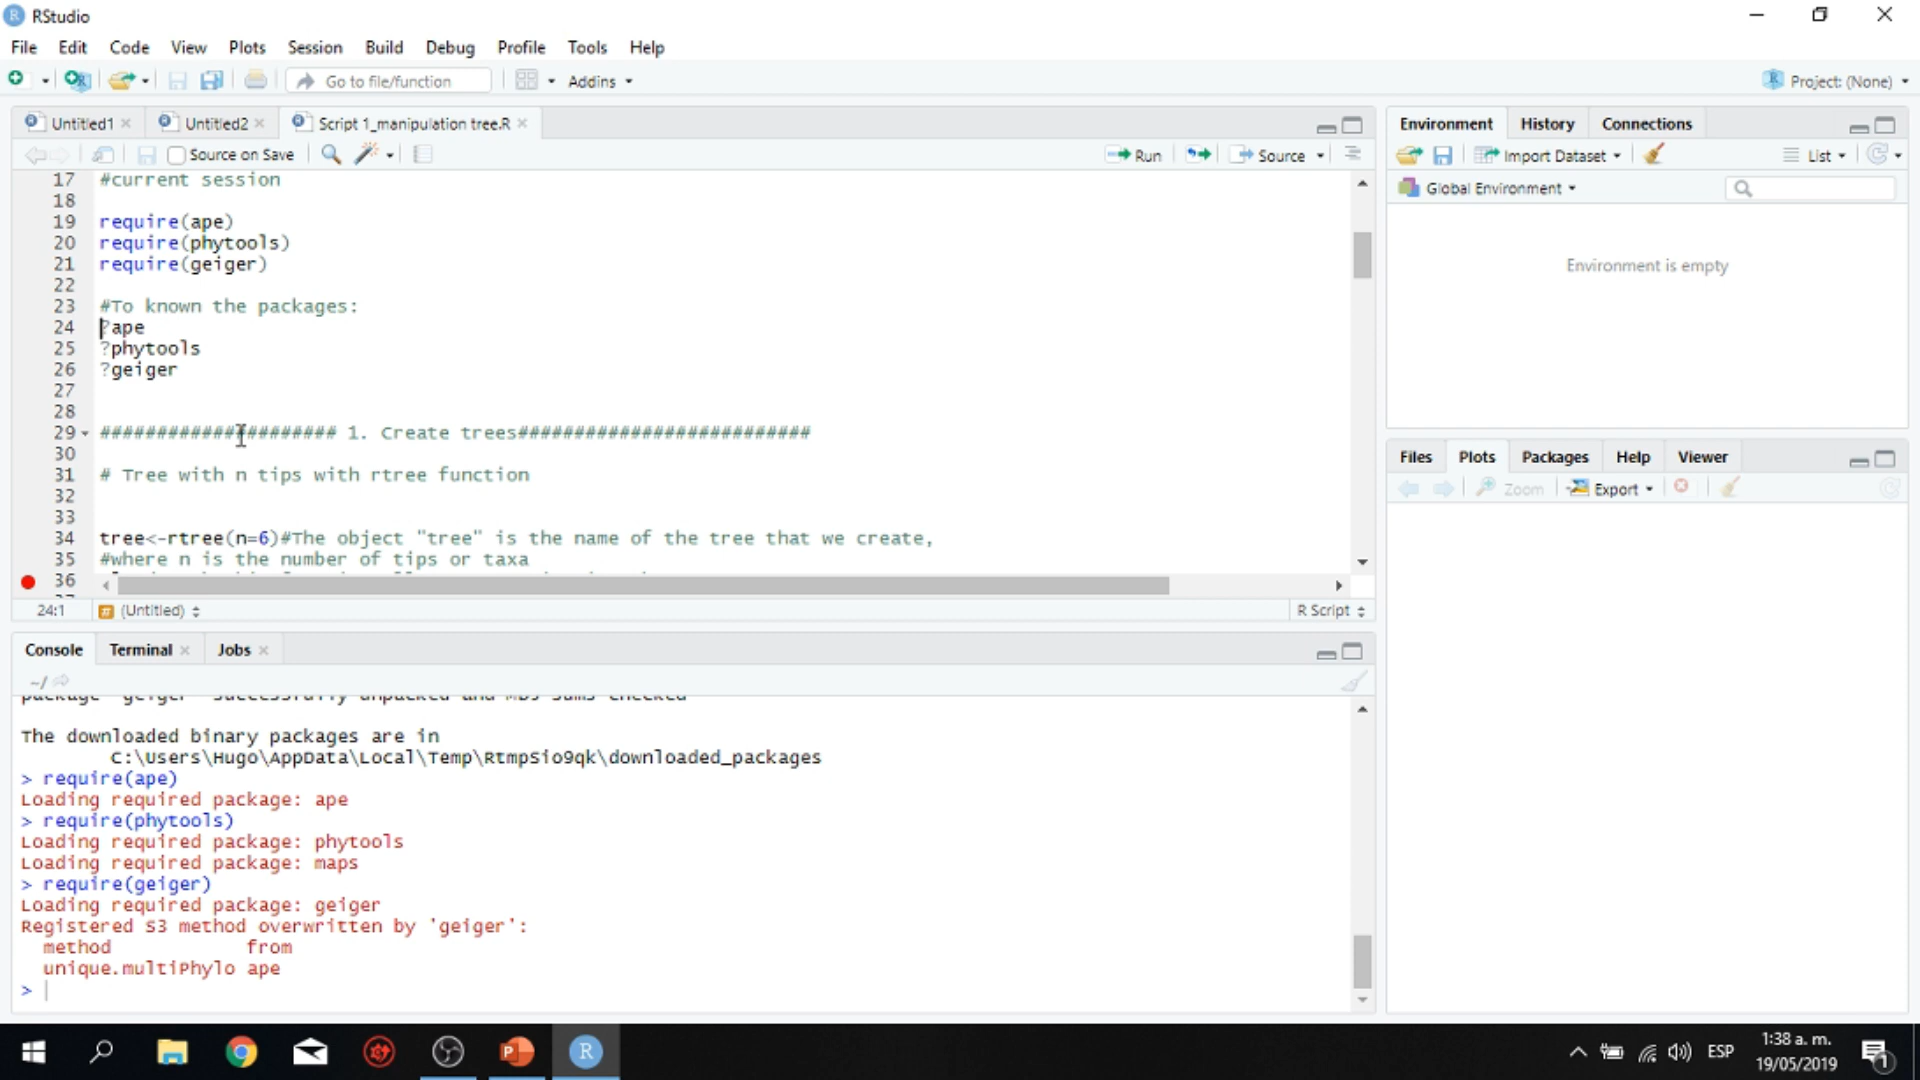 RStudio
File Edit Code View Plots Session Build Debug Profile Tools Help
Go to file/function Addins Project: (None)
Untitled1 Untitled2 Script 1_manipulation tree.R
Source on Save Run Source
17 #current session
18
19 require(ape)
20 require(phytools)
21 require(geiger)
22
23 #To known the packages:
24 ?ape
25 ?phytools
26 ?geiger
27
28
29 ##################### 1. Create trees##########################
30
31 # Tree with n tips with rtree function
32
33
34 tree<-rtree(n=6)#The object "tree" is the name of the tree that we create,
35 #where n is the number of tips or taxa
36
24:1 (Untitled) R Script
Console Terminal Jobs
~/
The downloaded binary packages are in
C:\Users\Hugo\AppData\Local\Temp\RtmpSio9qk\downloaded_packages
> require(ape)
Loading required package: ape
> require(phytools)
Loading required package: phytools
Loading required package: maps
> require(geiger)
Loading required package: geiger
Registered S3 method overwritten by 'geiger':
method from
unique.multiPhylo ape
>
Environment History Connections
Import Dataset List
Global Environment
Environment is empty
Files Plots Packages Help Viewer
Zoom Export
ESP
1:38 a. m.
19/05/2019
1